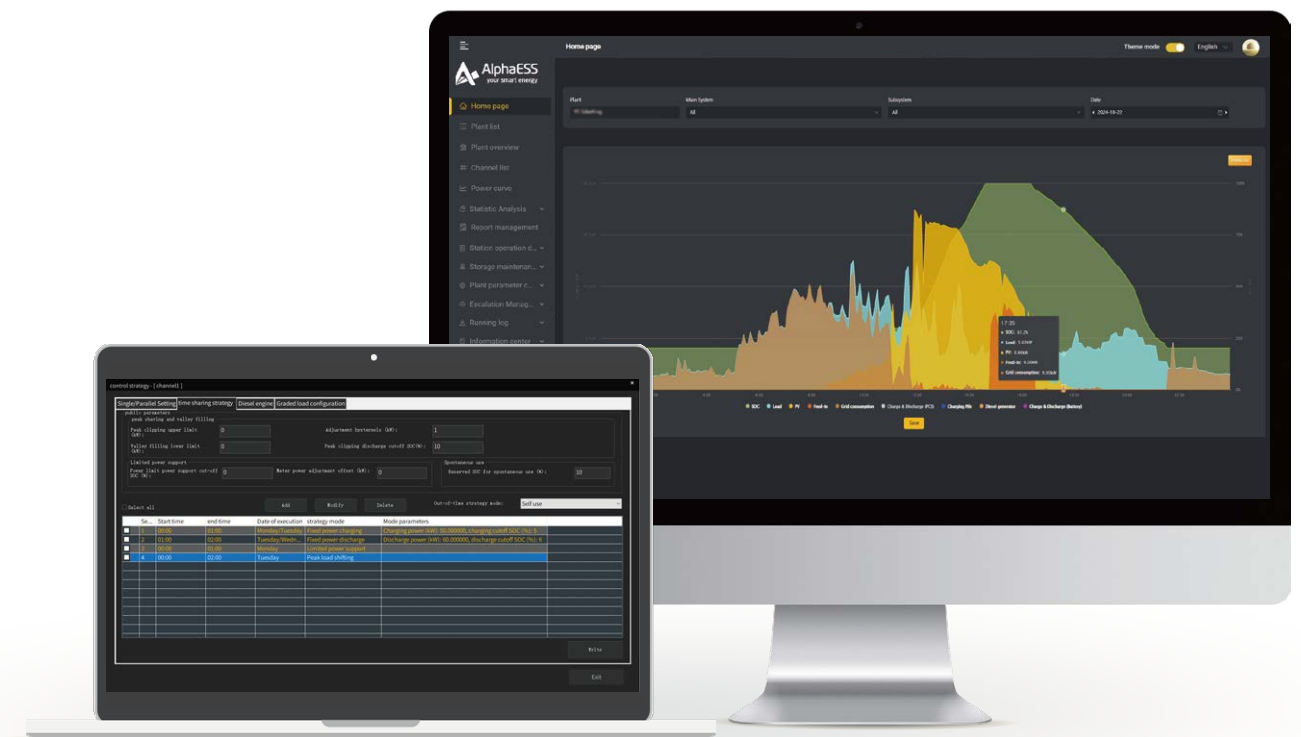 Home page
Theme mode
English
AlphaESS
your smart energy
Home page
Plant list
Plant overview
Channel list
Power curve
Statistic Analysis
Report management
Station operation d...
Storage maintenan...
Plant parameter c...
Escalation Manag...
Running log
Information center
Plant
Main System
All
Subsystem
All
Date
2024-10-22
17:25
SOC:
Load:
PV:
Feed-in:
Grid consumption:
SOC
Load
PV
Feed-in
Grid consumption
Charge & Discharge (PCS)
Charging Pile
Diesel generator
Charge & Discharge (Battery)
Save
control strategy- [ channel1 ]
Single/Parallel Setting
time sharing strategy
Diesel engine
Graded load configuration
public parameters
peak sharing and valley filling
Peak clipping upper limit (kW): 0
Adjustment hysteresis (kW): 1
Valley filling lower limit (kW): 0
Peak clipping discharge cutoff SOC(%): 10
Limited power support
Power limit power support cut-off SOC (%): 0
Meter power adjustment offset (kW): 0
Spontaneous use
Reserved SOC for spontaneous use (%): 10
Select all
Add
Modify
Delete
Out-of-time strategy mode: Self use
Se... Start time end time Date of execution strategy mode Mode parameters
1 00:00 01:00 Monday/Tuesday Fixed power charging Charging power (kW): 50.000000, charging cutoff SOC (%): 5
2 01:00 02:00 Tuesday/Wedn... Fixed power discharge Discharge power (kW): 60.000000, discharge cutoff SOC (%): 6
3 00:00 01:00 Monday Limited power support
4 00:00 02:00 Tuesday Peak load shifting
Write
Exit